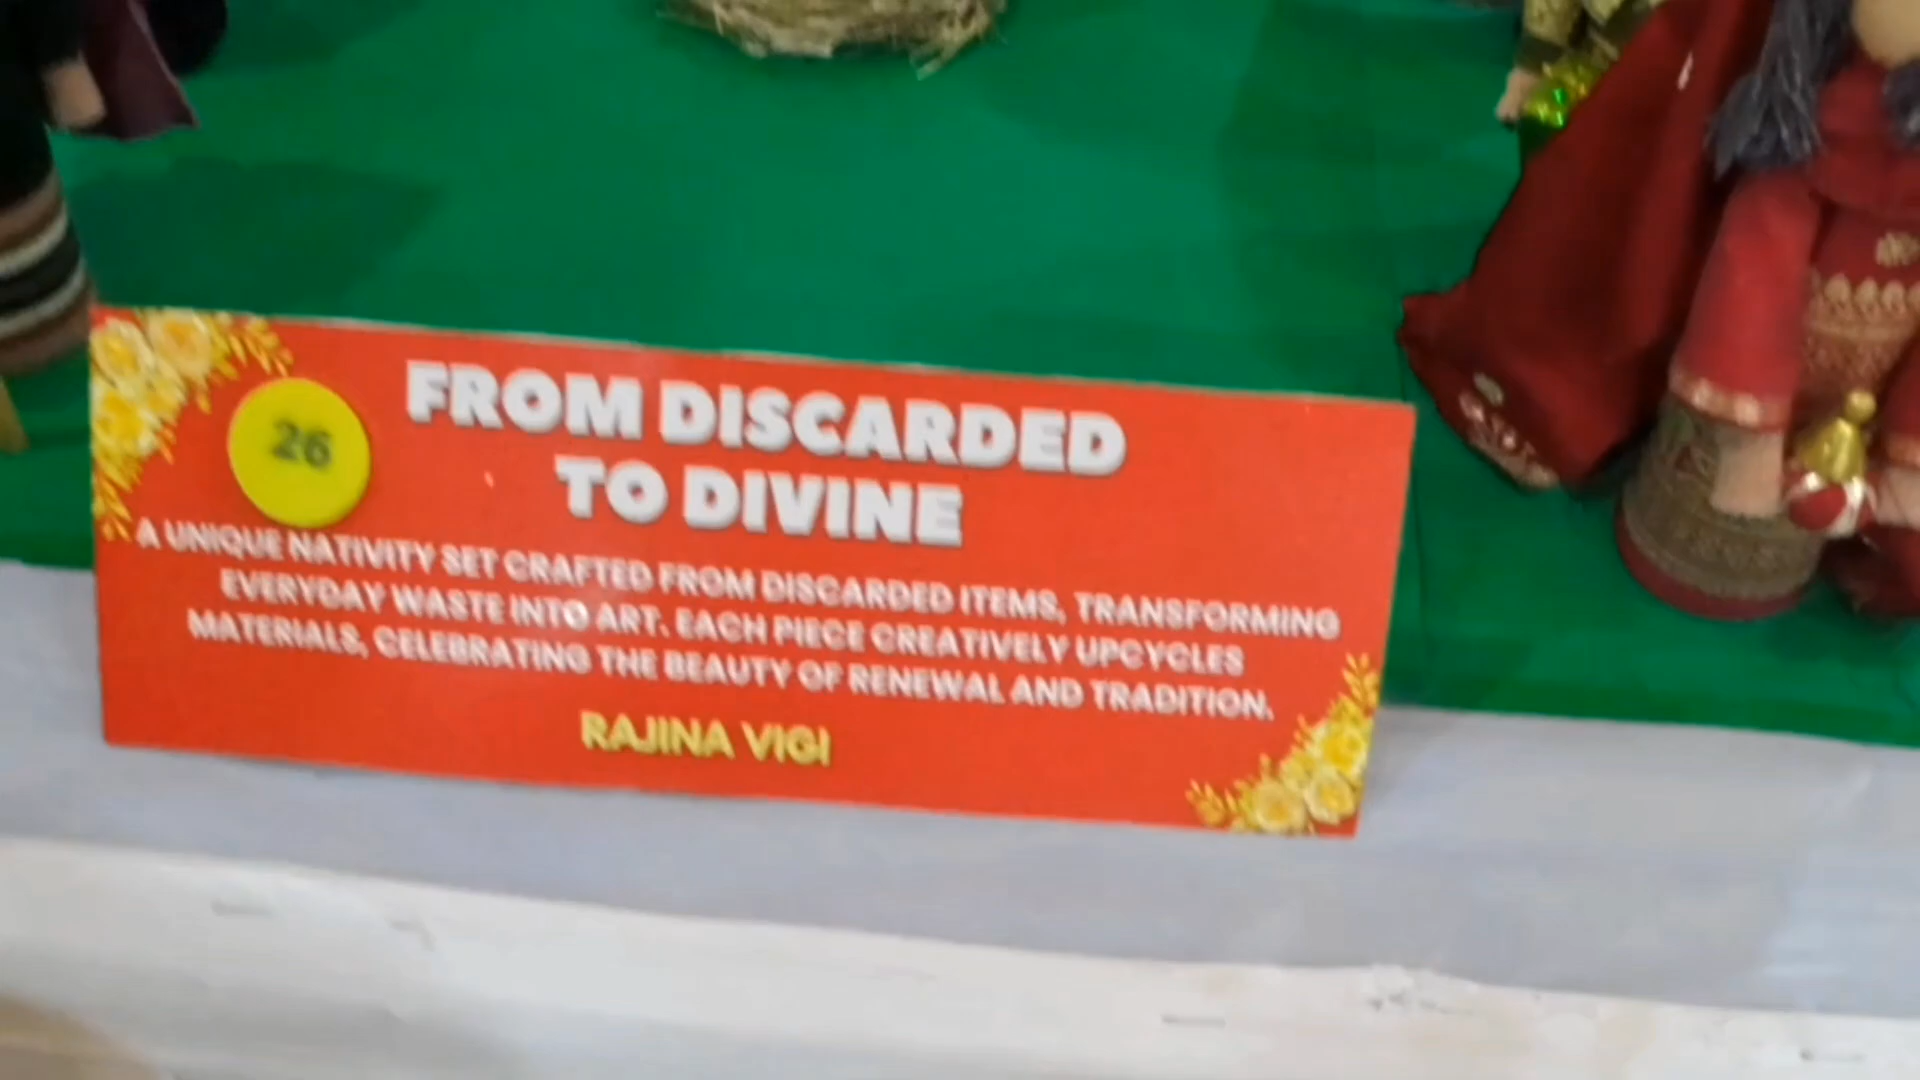 26
FROM DISCARDED
TO DIVINE
A UNIQUE NATIVITY SET CRAFTED FROM DISCARDED ITEMS, TRANSFORMING
EVERYDAY WASTE INTO ART. EACH PIECE CREATIVELY UPCYCLES
MATERIALS, CELEBRATING THE BEAUTY OF RENEWAL AND TRADITION.
RAJINA VIGI